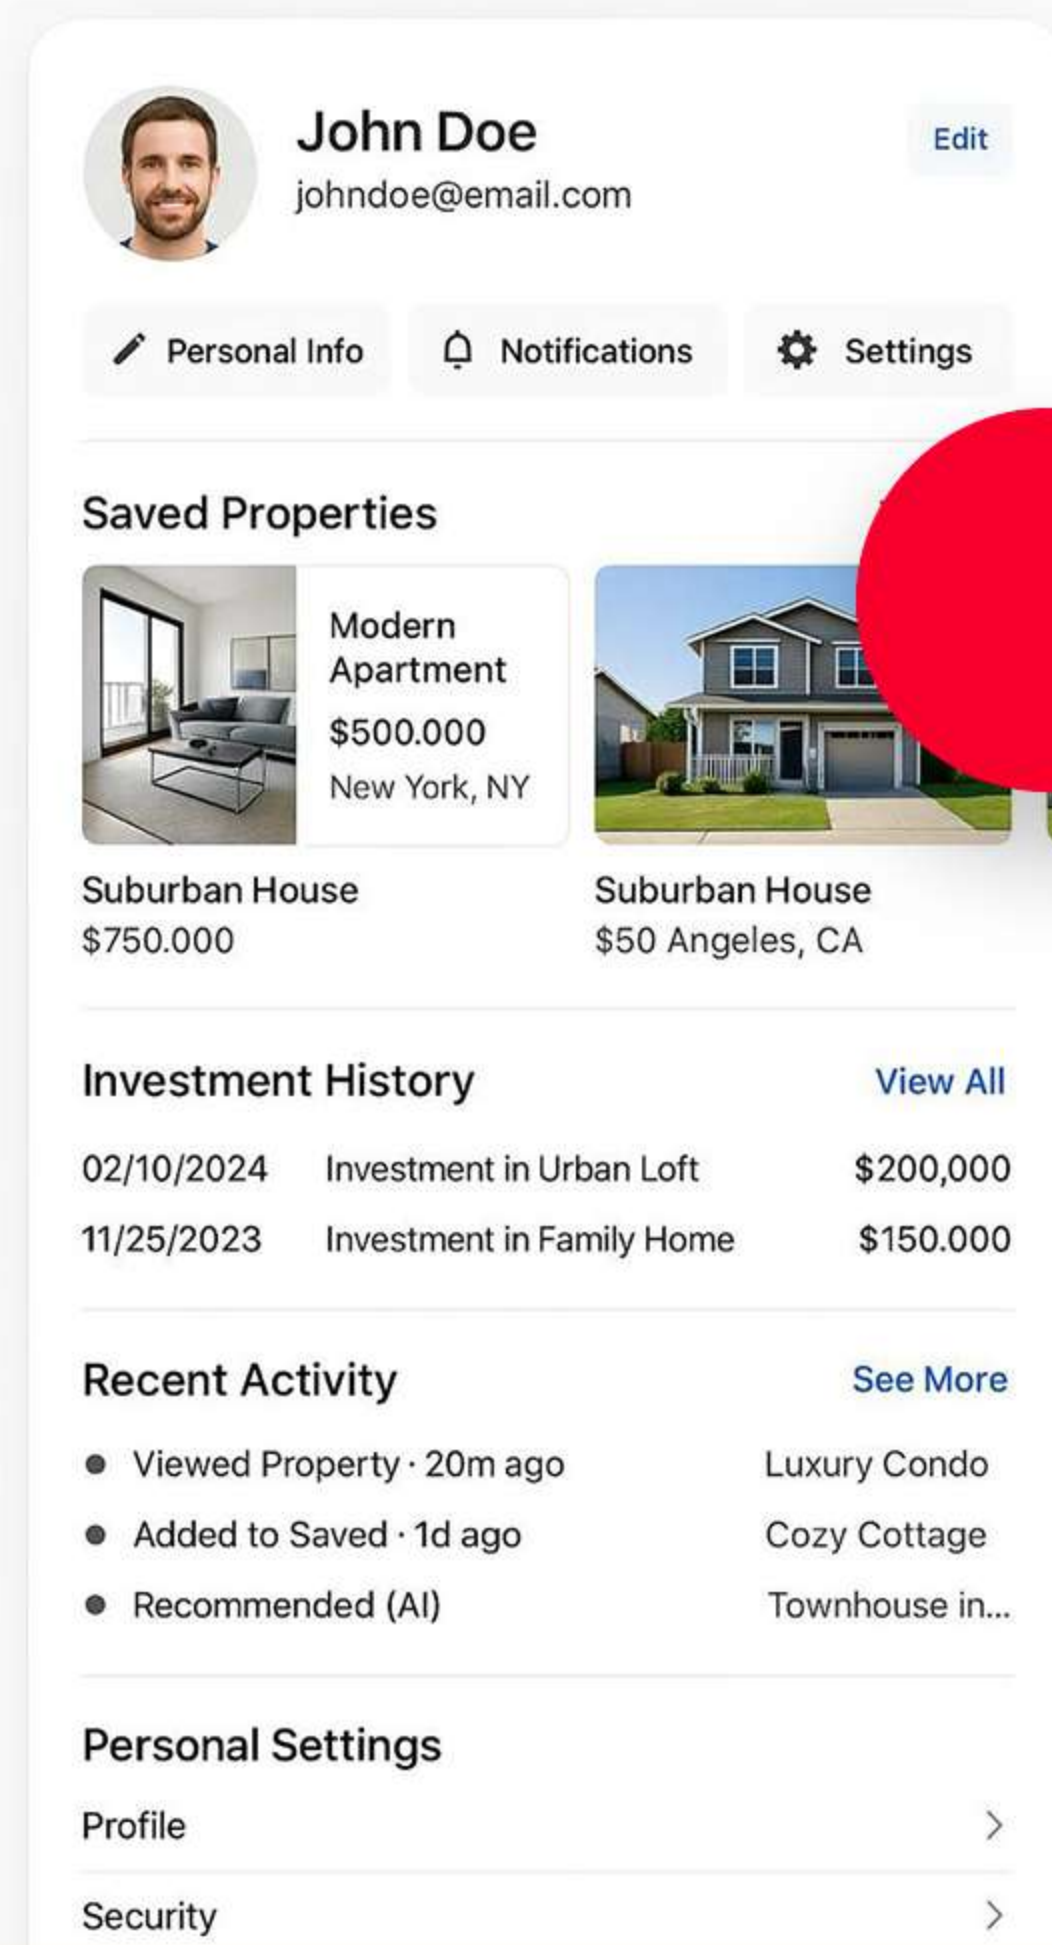 John Doe
Edit
johndoe@email.com
Personal Info
Notifications
Settings
Saved Properties
Modern
Apartment
$500.000
New York, NY
Suburban House
$750.000
Suburban House
$50 Angeles, CA
Investment History
View All
02/10/2024 Investment in Urban Loft $200,000
11/25/2023 Investment in Family Home $150.000
Recent Activity
See More
Viewed Property · 20m ago Luxury Condo
Added to Saved · 1d ago Cozy Cottage
Recommended (AI) Townhouse in...
Personal Settings
Profile
Security